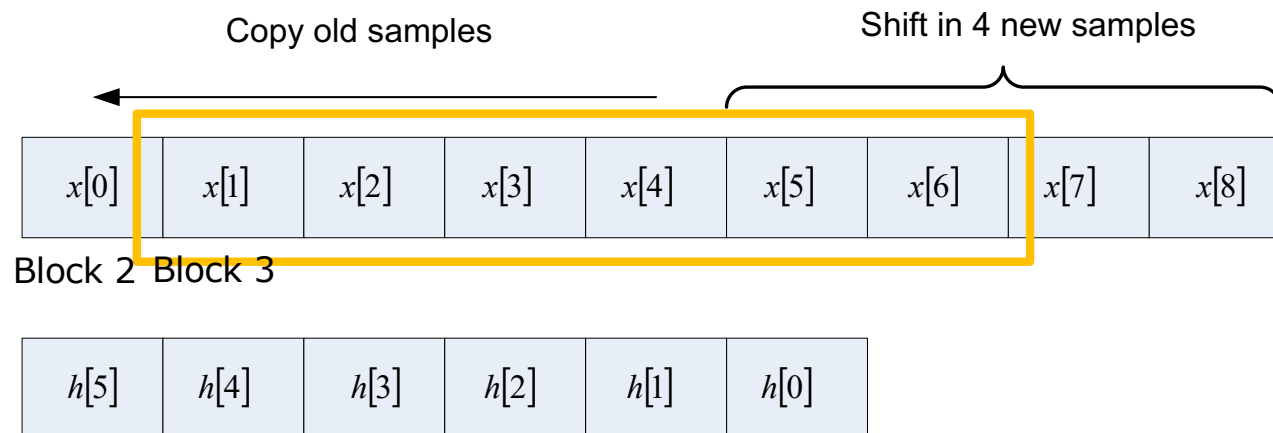 Copy old samples
Shift in 4 new samples
x[0] x[1] x[2] x[3] x[4] x[5] x[6] x[7] x[8]
Block 2 Block 3
h[5] h[4] h[3] h[2] h[1] h[0]